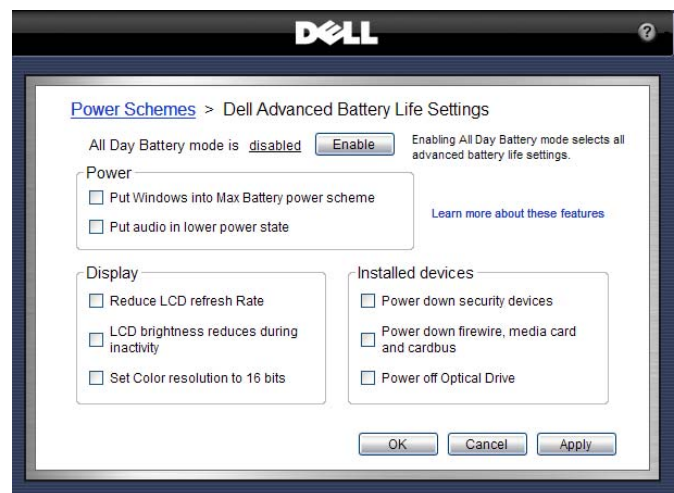 DELL
?
Power Schemes > Dell Advanced Battery Life Settings
All Day Battery mode is disabled Enable
Enabling All Day Battery mode selects all
advanced battery life settings.
Power
Put Windows into Max Battery power scheme
Put audio in lower power state
Learn more about these features
Display
Reduce LCD refresh Rate
LCD brightness reduces during
inactivity
Set Color resolution to 16 bits
Installed devices
Power down security devices
Power down firewire, media card
and cardbus
Power off Optical Drive
OK Cancel Apply